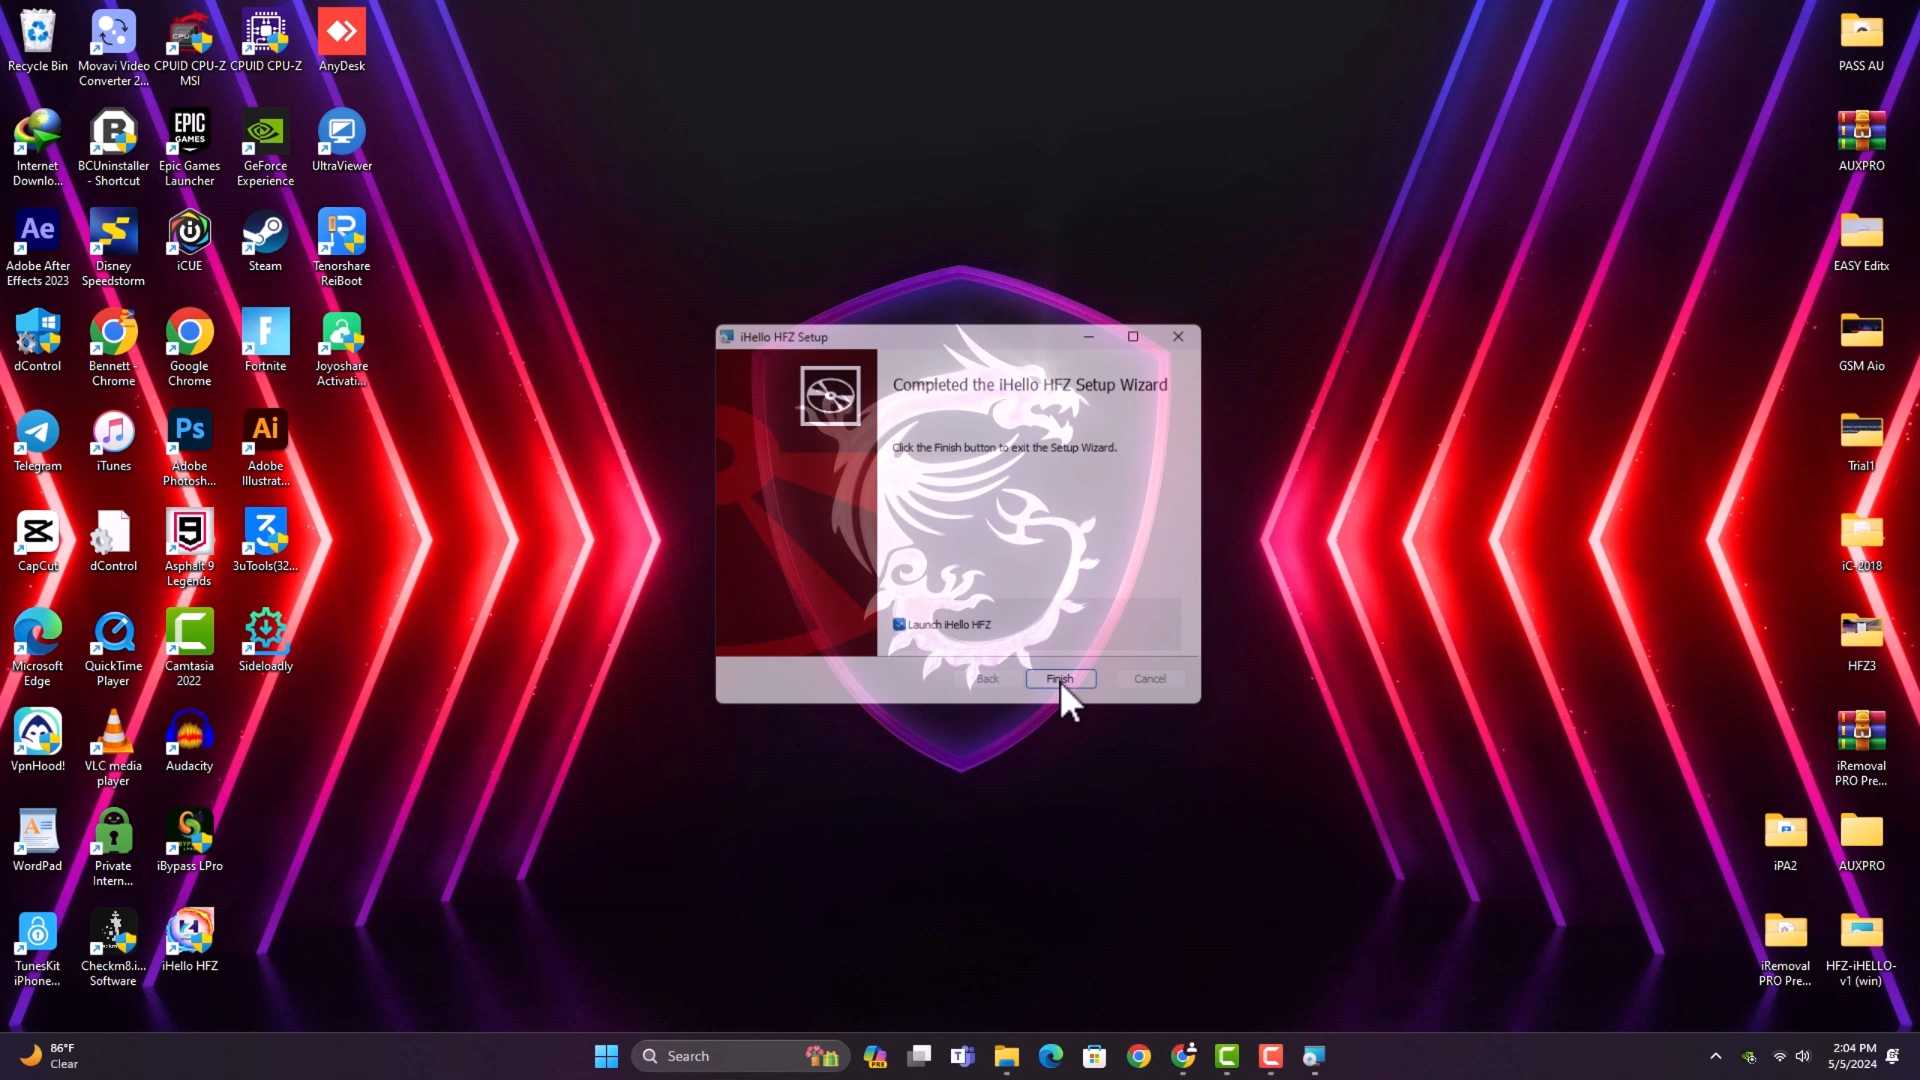 Recycle Bin
Movavi Video
Converter 2...
CPUID CPU-Z
MSI
CPUID CPU-Z
AnyDesk
PASS AU
Internet
Downlo...
BCUninstaller
- Shortcut
EPIC
GAMES
Epic Games
Launcher
GeForce
Experience
UltraViewer
AUXPRO
Ae
Adobe After
Effects 2023
Disney
Speedstorm
iCUE
Steam
Tenorshare
ReiBoot
EASY Editx
dControl
Bennett -
Chrome
Google
Chrome
Fortnite
Joyoshare
Activati...
GSM Aio
iHello HFZ Setup
Completed the iHello HFZ Setup Wizard
Click the Finish button to exit the Setup Wizard.
Launch iHello HFZ
Back
Finish
Cancel
Telegram
iTunes
Ps
Adobe
Photosh...
Ai
Adobe
Illustrat...
Trial1
CapCut
dControl
Asphalt 9
Legends
3uTools(32...
iC-2018
Microsoft
Edge
QuickTime
Player
Camtasia
2022
Sideloadly
HFZ3
VpnHood!
VLC media
player
Audacity
iRemoval
PRO Pre...
WordPad
Private
Intern...
iBypass LPro
iPA2
AUXPRO
TunesKit
iPhone...
Checkm8.i...
Software
iHello HFZ
iRemoval
PRO Pre...
HFZ-iHELLO-
v1 (win)
86°F
Clear
Search
PRE
2:04 PM
5/5/2024